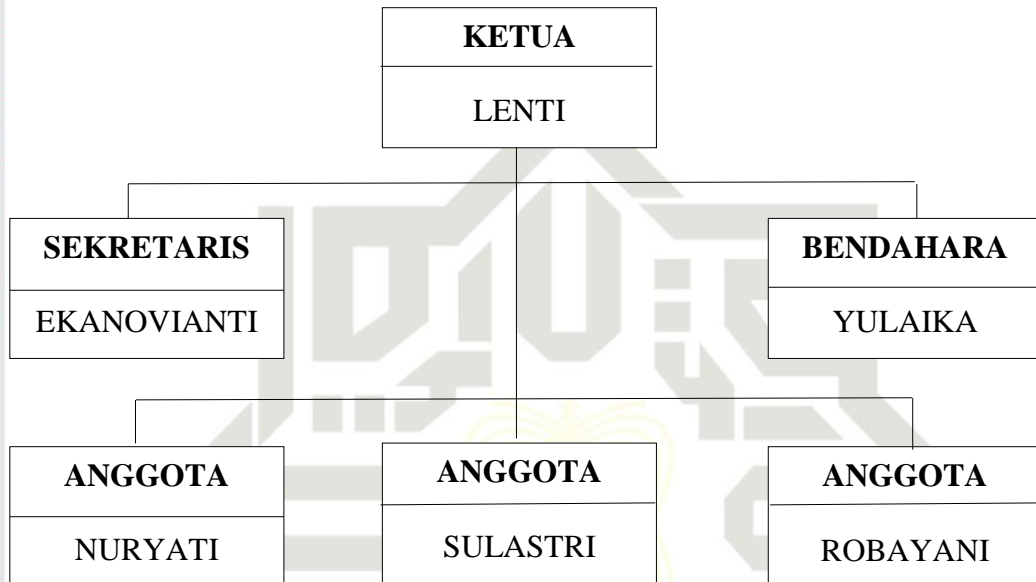 KETUA
LENTI
SEKRETARIS
EKANOVIANTI
BENDAHARA
YULAIKA
ANGGOTA
NURYATI
ANGGOTA
SULASTRI
ANGGOTA
ROBAYANI